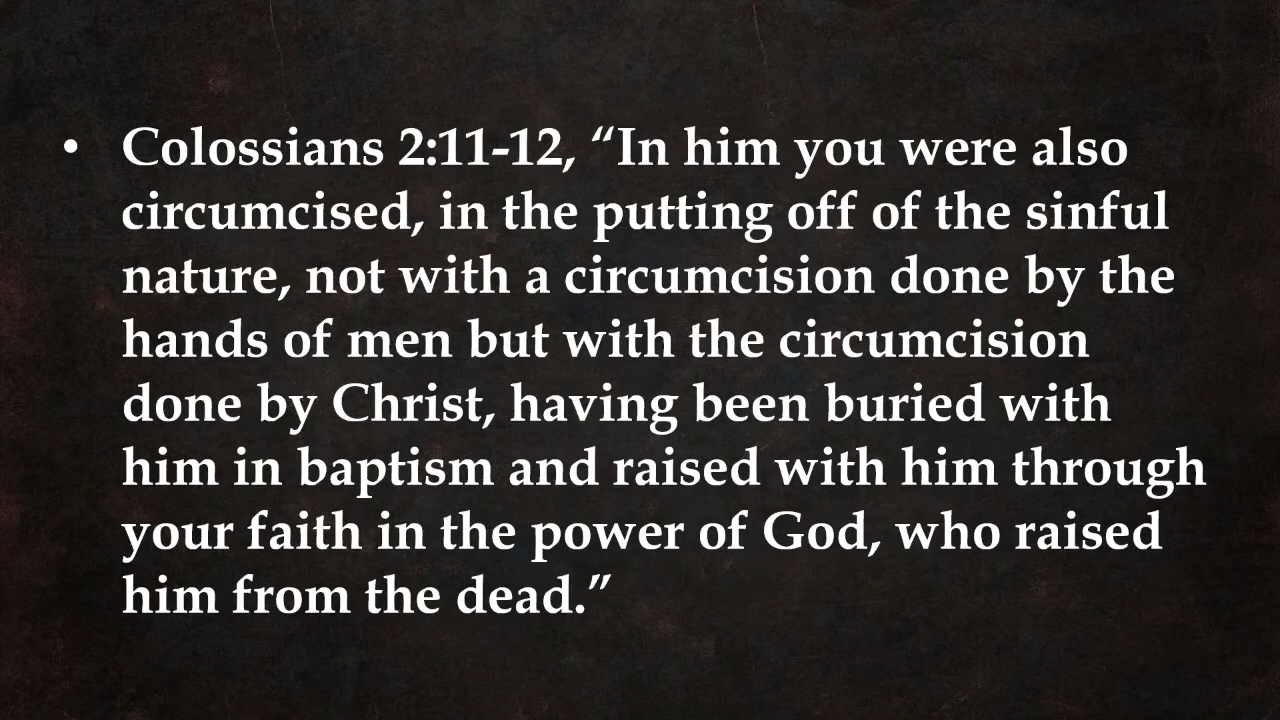 • Colossians 2:11-12, “In him you were also
circumcised, in the putting off of the sinful
nature, not with a circumcision done by the
hands of men but with the circumcision
done by Christ, having been buried with
him in baptism and raised with him through
your faith in the power of God, who raised
him from the dead.”